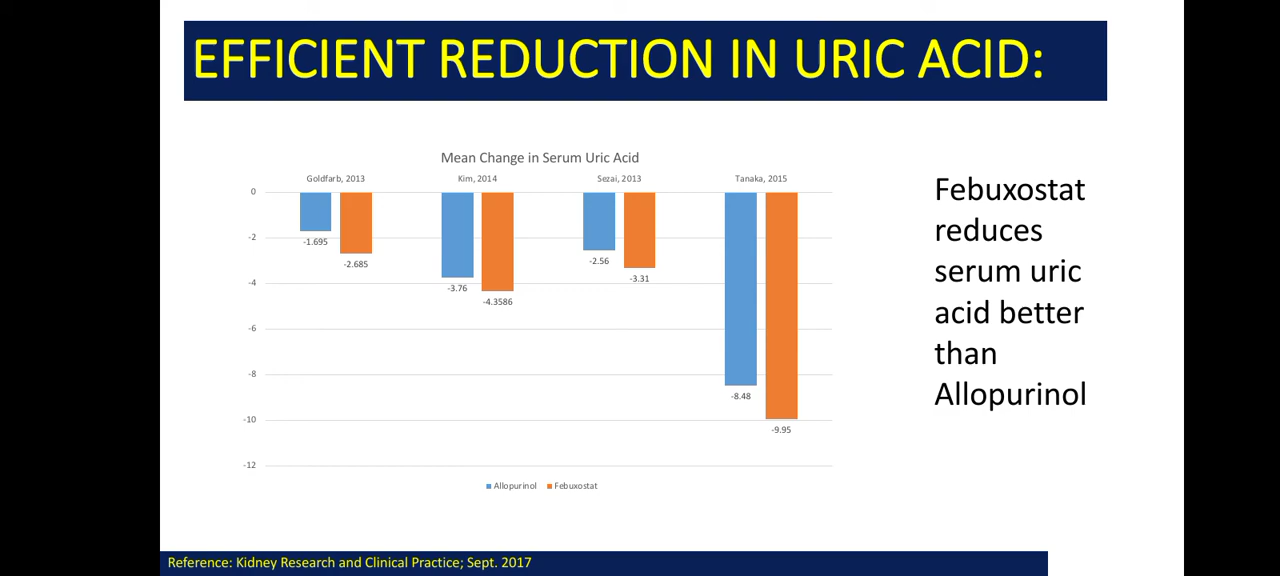 EFFICIENT REDUCTION IN URIC ACID:
Mean Change in Serum Uric Acid
Goldfarb, 2013 Kim, 2014 Sezai, 2013 Tanaka, 2015
0
-2
-4
-6
-8
-10
-12
-1.695
-2.685
-3.76
-4.3586
-2.56
-3.31
-8.48
-9.95
Allopurinol Febuxostat
Febuxostat
reduces
serum uric
acid better
than
Allopurinol
Reference: Kidney Research and Clinical Practice; Sept. 2017